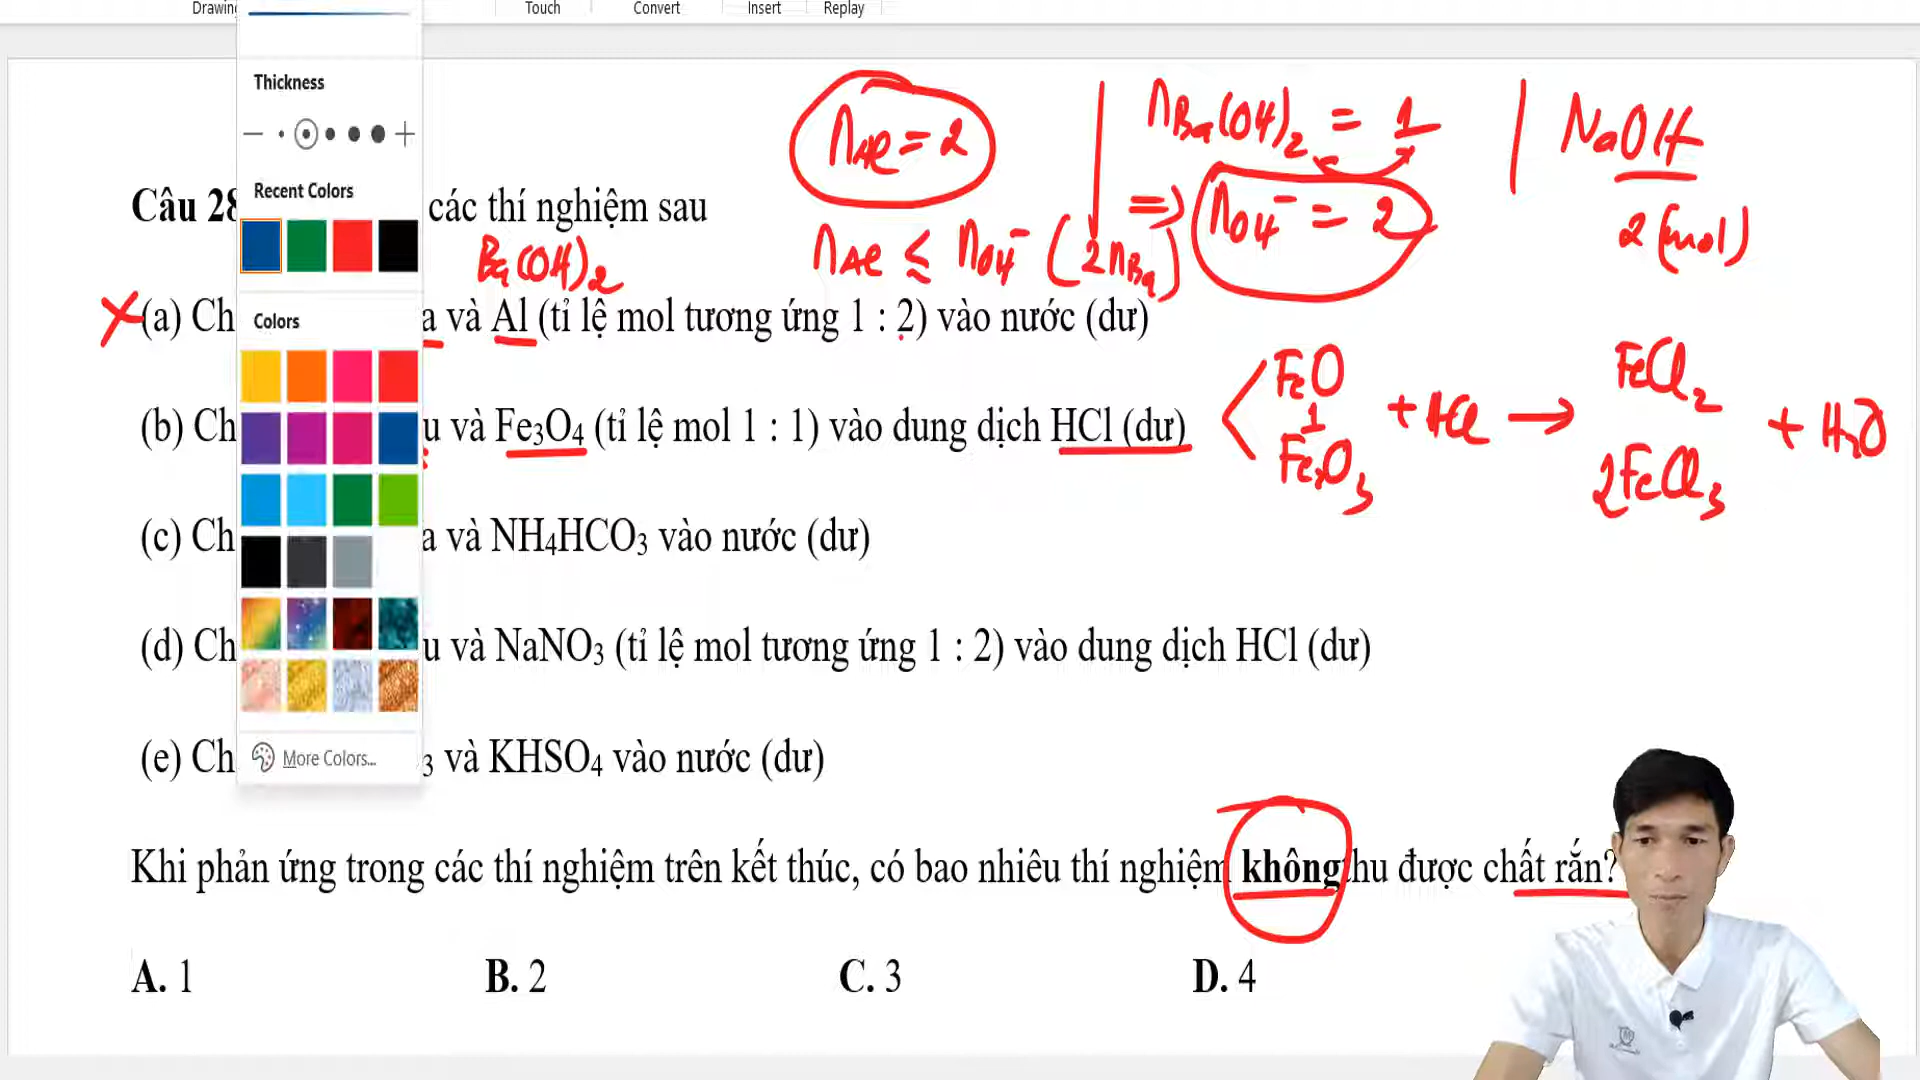 Drawing Touch Convert Insert Replay
Thickness
Recent Colors
Colors
More Colors...
nAl = 2 | nBa(OH)2 = 1 | NaOH
=> nOH- = 2 2 (mol)
nAl ≤ nOH- (2nBa)
Câu 28 các thí nghiệm sau
Ba(OH)2
(a) Ch a và Al (tỉ lệ mol tương ứng 1 : 2) vào nước (dư)
FeO FeCl2
(b) Ch u và Fe3O4 (tỉ lệ mol 1 : 1) vào dung dịch HCl (dư) 1 + HCl → + H2O
Fe2O3 2FeCl3
(c) Ch a và NH4HCO3 vào nước (dư)
(d) Ch u và NaNO3 (tỉ lệ mol tương ứng 1 : 2) vào dung dịch HCl (dư)
(e) Ch 3 và KHSO4 vào nước (dư)
Khi phản ứng trong các thí nghiệm trên kết thúc, có bao nhiêu thí nghiệm không thu được chất rắn?
A. 1 B. 2 C. 3 D. 4